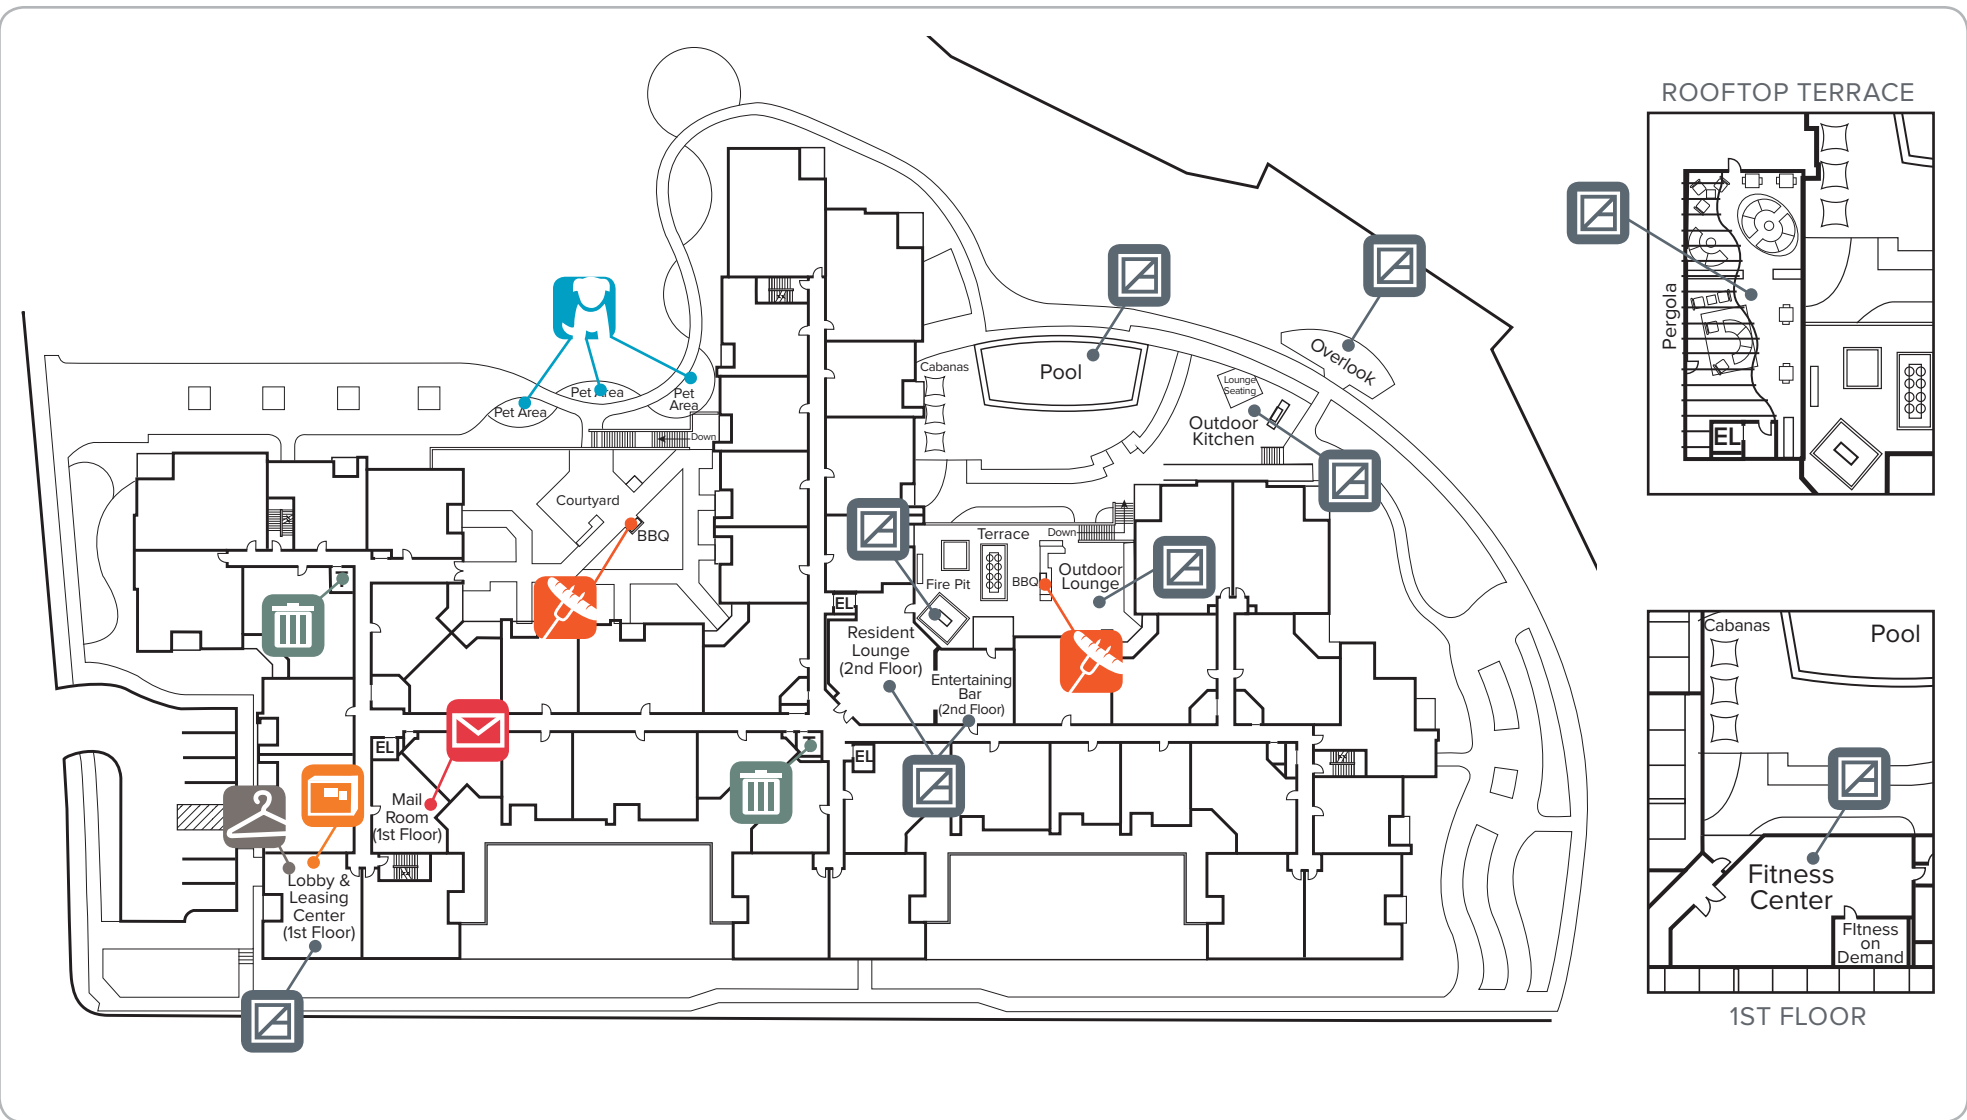 ROOFTOP TERRACE
Pergola
EL
Pool
Overlook
Cabanas
Lounge
Seating
Outdoor
Kitchen
Pet Area
Pet Area
Pet
Area
Down
Courtyard
BBQ
Terrace
Down
Fire Pit
BBQ
Outdoor
Lounge
EL
Resident
Lounge
(2nd Floor)
Entertaining
Bar
(2nd Floor)
EL
EL
Mail
Room
(1st Floor)
Lobby &
Leasing
Center
(1st Floor)
Cabanas
Pool
Fitness
Center
FItness
on
Demand
1ST FLOOR